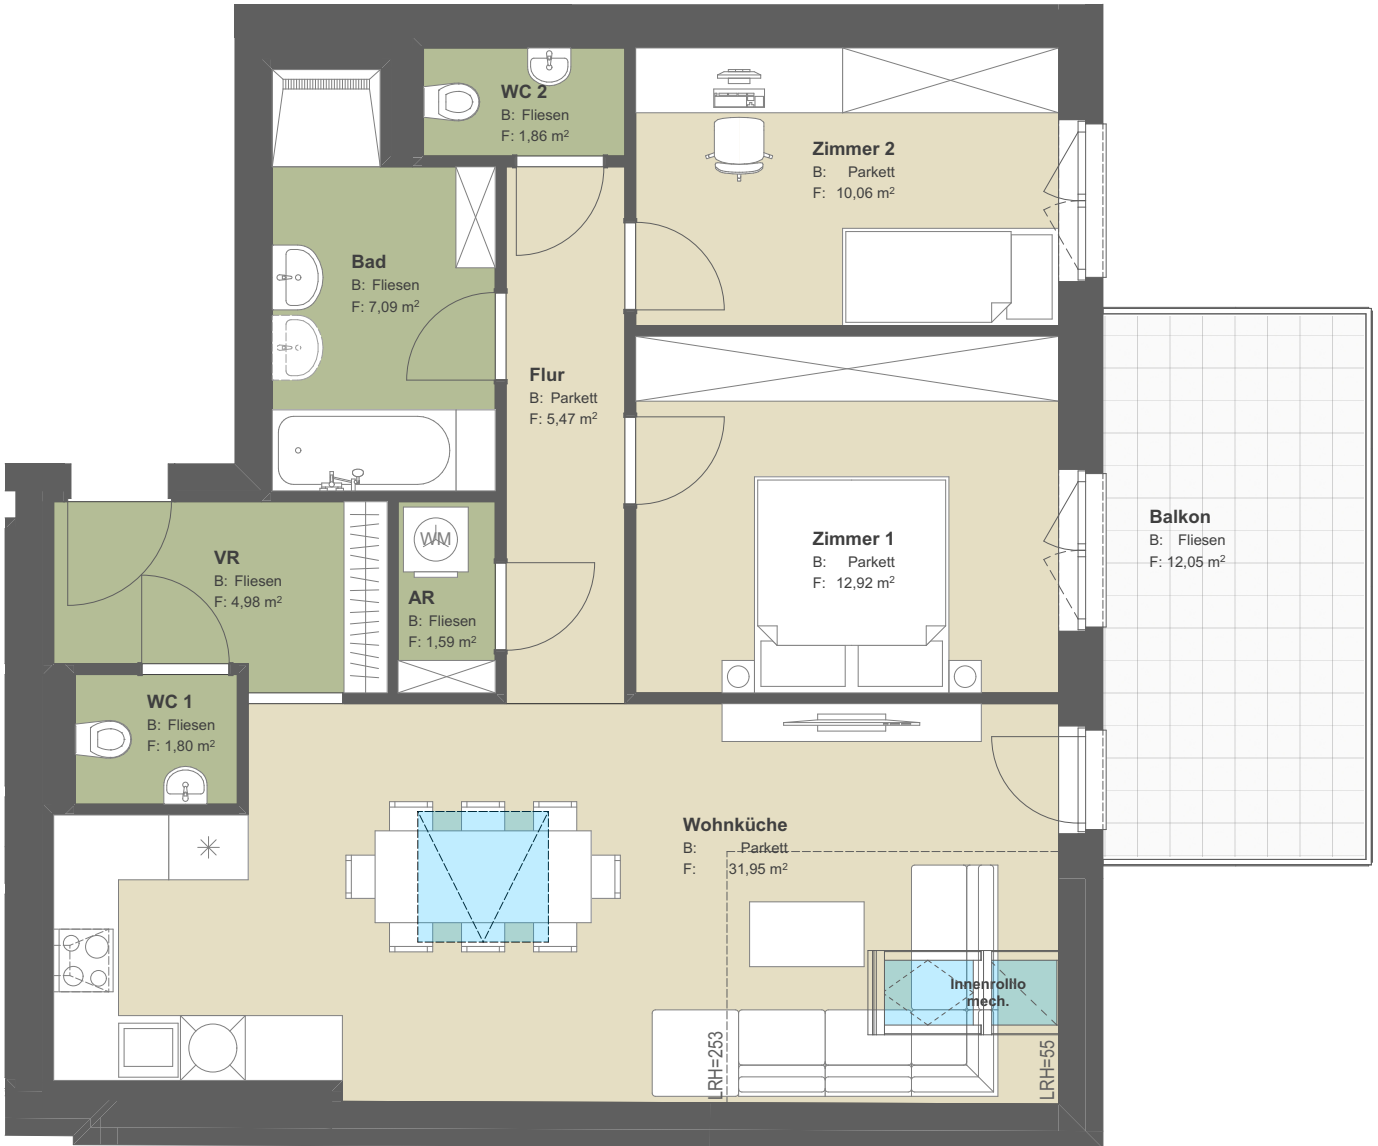 WC 2
B: Fliesen
F: 1,86 m²
Zimmer 2
B: Parkett
F: 10,06 m²
Bad
B: Fliesen
F: 7,09 m²
Flur
B: Parkett
F: 5,47 m²
Zimmer 1
B: Parkett
F: 12,92 m²
Balkon
B: Fliesen
F: 12,05 m²
VR
B: Fliesen
F: 4,98 m²
WM
AR
B: Fliesen
F: 1,59 m²
WC 1
B: Fliesen
F: 1,80 m²
Wohnküche
B: Parkett
F: 31,95 m²
Innenrolllo
mech.
LRH=253
LRH=55